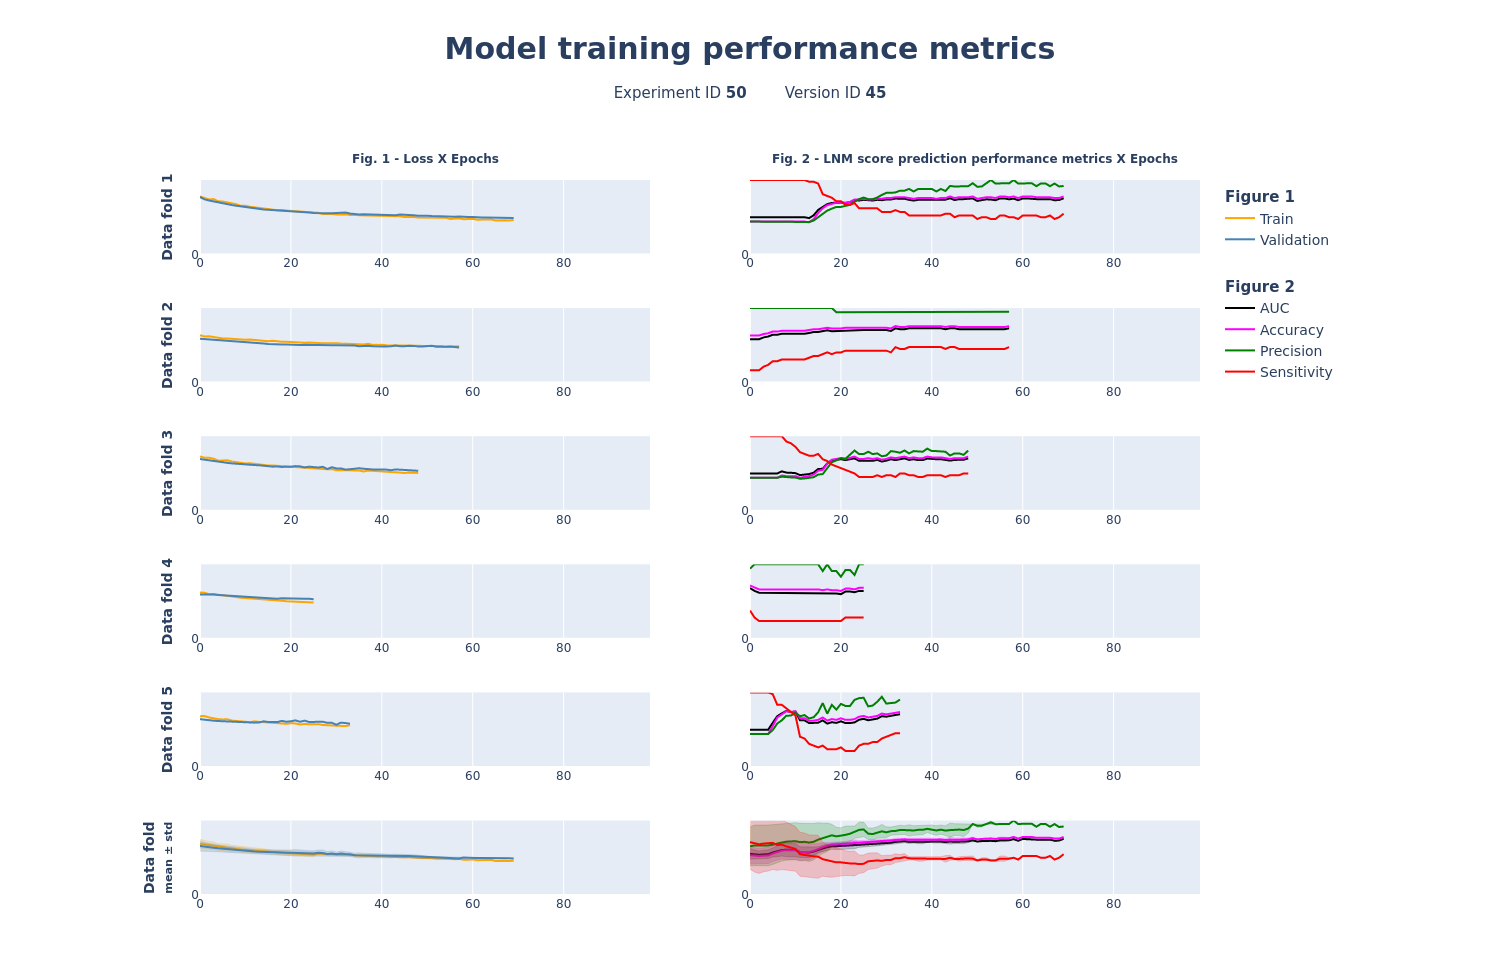 Model training performance metrics
Experiment ID 50 Version ID 45
Fig. 1 - Loss X Epochs
Fig. 2 - LNM score prediction performance metrics X Epochs
Data fold 1
0
0 20 40 60 80
0
0 20 40 60 80
Figure 1
Train
Validation
Figure 2
AUC
Accuracy
Precision
Sensitivity
Data fold 2
0
0 20 40 60 80
0
0 20 40 60 80
Data fold 3
0
0 20 40 60 80
0
0 20 40 60 80
Data fold 4
0
0 20 40 60 80
0
0 20 40 60 80
Data fold 5
0
0 20 40 60 80
0
0 20 40 60 80
Data fold
mean ± std
0
0 20 40 60 80
0
0 20 40 60 80